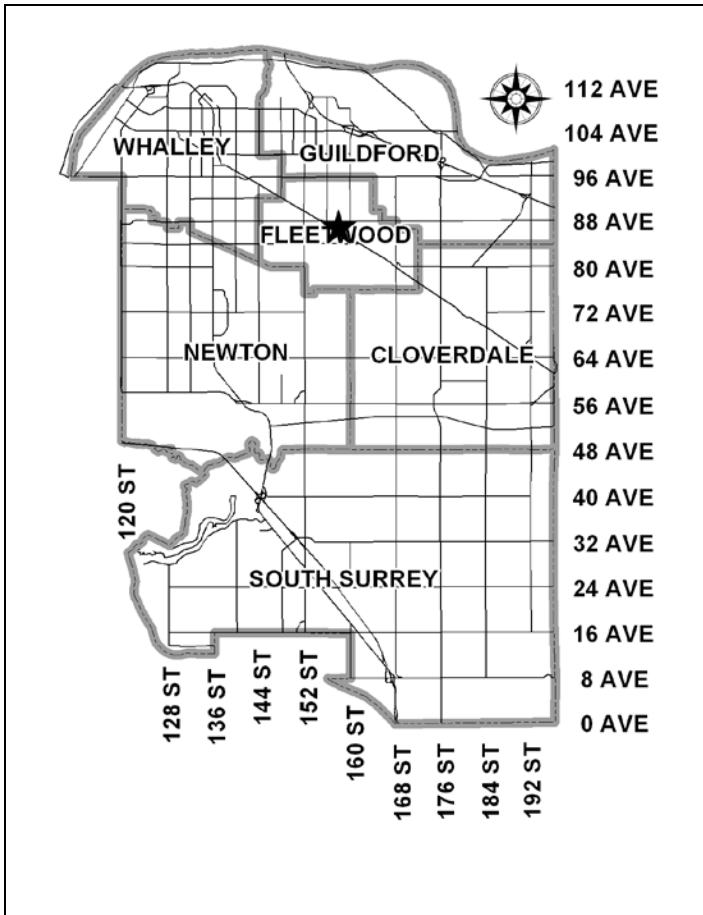 112 AVE
104 AVE
WHALLEY
GUILDFORD
96 AVE
88 AVE
FLEETWOOD
80 AVE
72 AVE
NEWTON
CLOVERDALE
64 AVE
56 AVE
48 AVE
120 ST
40 AVE
32 AVE
SOUTH SURREY
24 AVE
16 AVE
8 AVE
0 AVE
128 ST
136 ST
144 ST
152 ST
160 ST
168 ST
176 ST
184 ST
192 ST